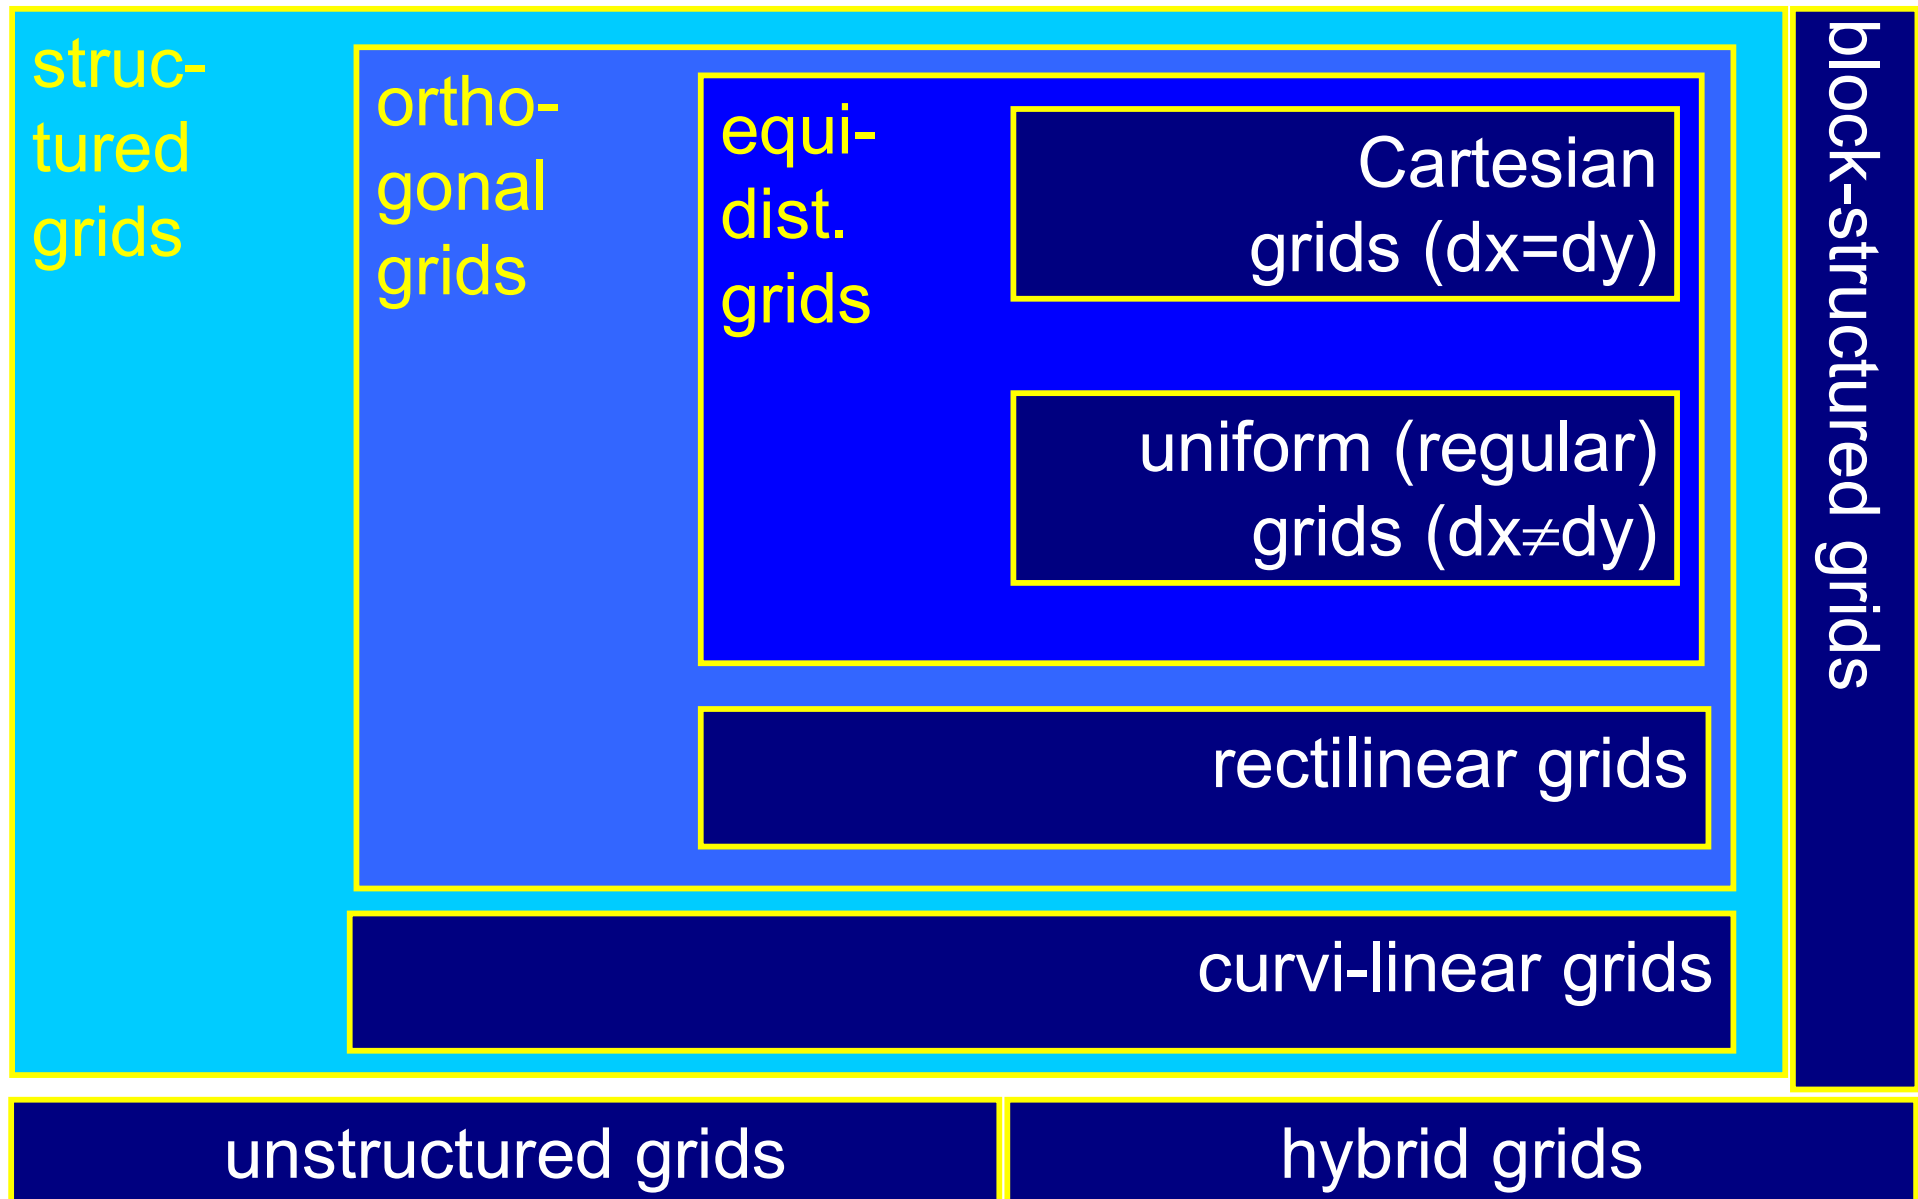 struc-
tured
grids
ortho-
gonal
grids
equi-
dist.
grids
Cartesian
grids (dx=dy)
uniform (regular)
grids (dx≠dy)
rectilinear grids
curvi-linear grids
block-structured grids
unstructured grids
hybrid grids